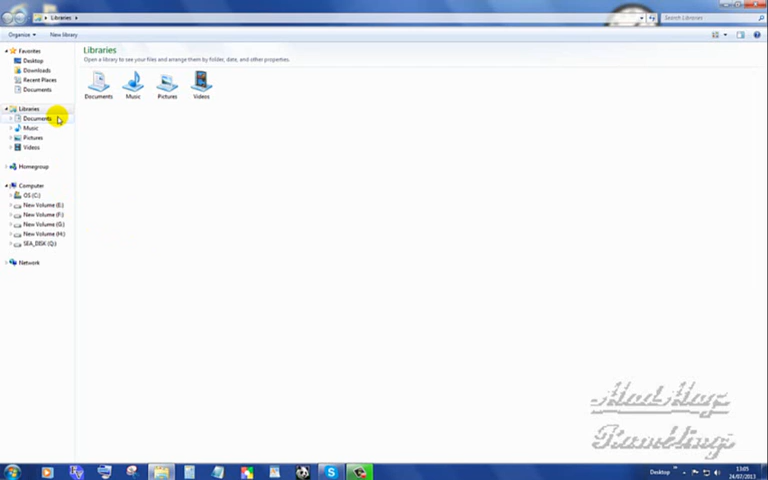 Libraries
Search Libraries
Organize
New library
Favorites
Desktop
Downloads
Recent Places
Documents
Libraries
Documents
Music
Pictures
Videos
Homegroup
Computer
OS (C:)
New Volume (E:)
New Volume (F:)
New Volume (G:)
New Volume (H:)
SEA_DISK (Q:)
Network
Libraries
Open a library to see your files and arrange them by folder, date, and other properties.
Documents
Music
Pictures
Videos
Ramblings
Desktop
13:05
24/07/2013